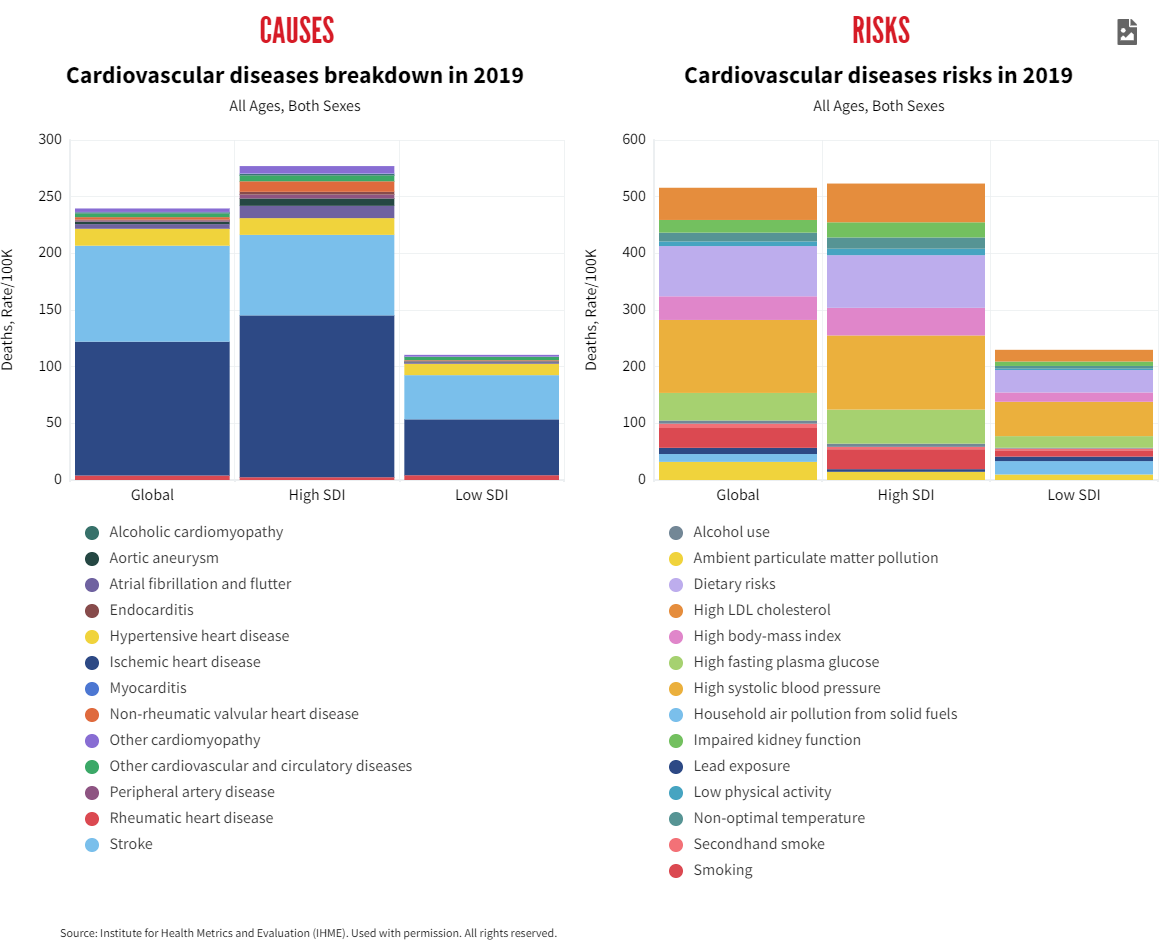 CAUSES
Cardiovascular diseases breakdown in 2019
All Ages, Both Sexes
Deaths, Rate/100K
300
250
200
150
100
50
0
Global High SDI Low SDI
Alcoholic cardiomyopathy
Aortic aneurysm
Atrial fibrillation and flutter
Endocarditis
Hypertensive heart disease
Ischemic heart disease
Myocarditis
Non-rheumatic valvular heart disease
Other cardiomyopathy
Other cardiovascular and circulatory diseases
Peripheral artery disease
Rheumatic heart disease
Stroke
RISKS
Cardiovascular diseases risks in 2019
All Ages, Both Sexes
Deaths, Rate/100K
600
500
400
300
200
100
0
Global High SDI Low SDI
Alcohol use
Ambient particulate matter pollution
Dietary risks
High LDL cholesterol
High body-mass index
High fasting plasma glucose
High systolic blood pressure
Household air pollution from solid fuels
Impaired kidney function
Lead exposure
Low physical activity
Non-optimal temperature
Secondhand smoke
Smoking
Source: Institute for Health Metrics and Evaluation (IHME). Used with permission. All rights reserved.